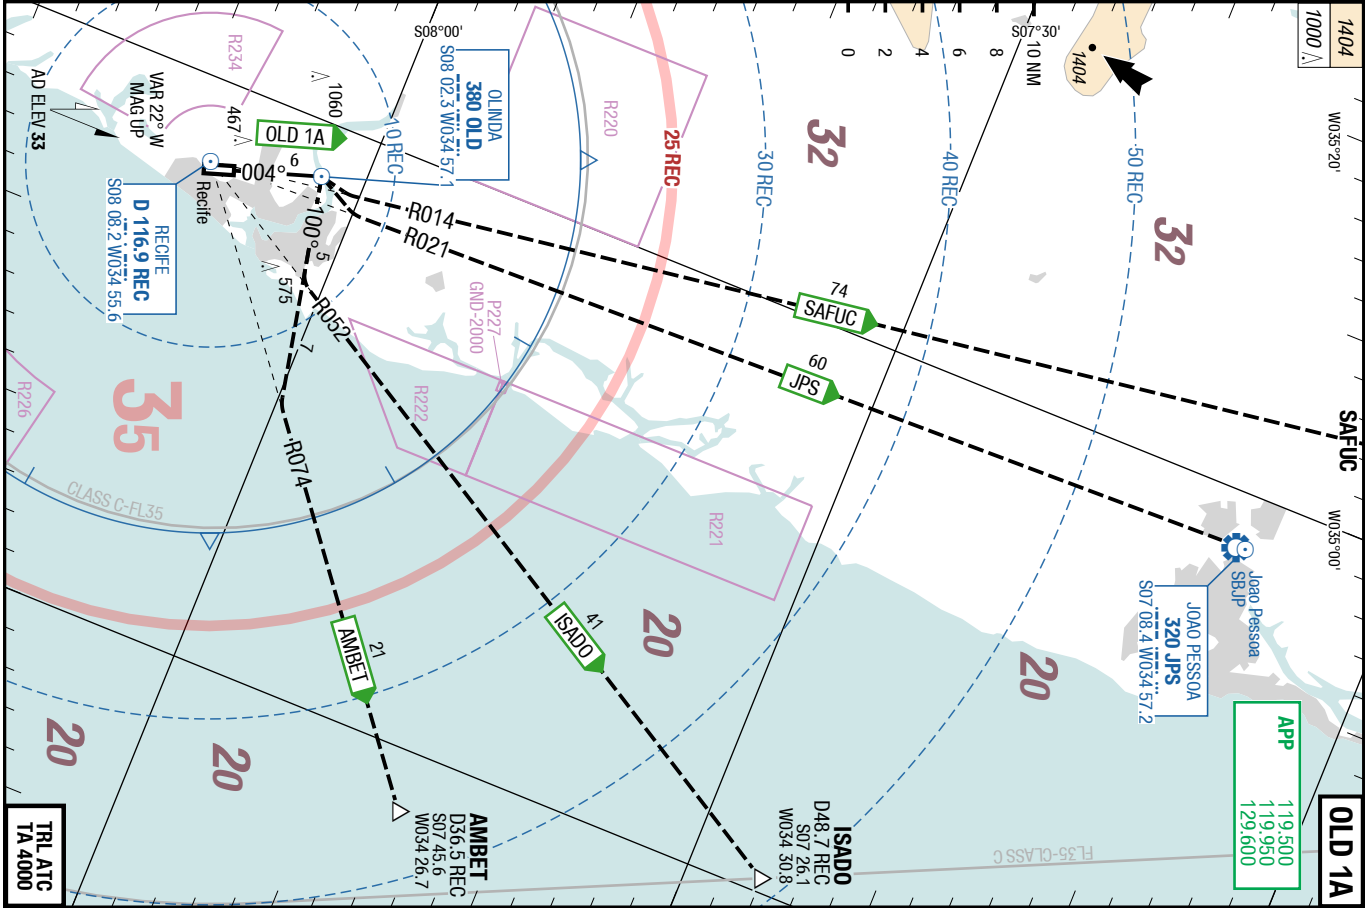 1404
1000
1404
S08°00'
S07°30'
0 2 4 6 8 10 NM
W035°20'
R234
R220
VAR 22° W
MAG UP
AD ELEV 33
1060
467
OLD 1A
OLINDA
380 OLD
S08 02.3 W034 57.1
10 REC
25 REC
30 REC
40 REC
50 REC
32
32
004°
6
Recife
RECIFE
D 116.9 REC
S08 08.2 W034 55.6
100°
5
575
7
R014
R021
R052
R074
P227
GND-2000
R222
R226
R221
35
CLASS C-FL35
74
SAFUC
60
JPS
SAFUC
W035°00'
Joao Pessoa
SBJP
JOAO PESSOA
320 JPS
S07 08.4 W034 57.2
41
ISADO
21
AMBET
20
20
20
20
AMBET
D36.5 REC
S07 45.6
W034 26.7
ISADO
D48.7 REC
S07 26.1
W034 30.8
FL35-CLASS C
APP
119.500
119.950
129.600
TRL ATC
TA 4000
OLD 1A